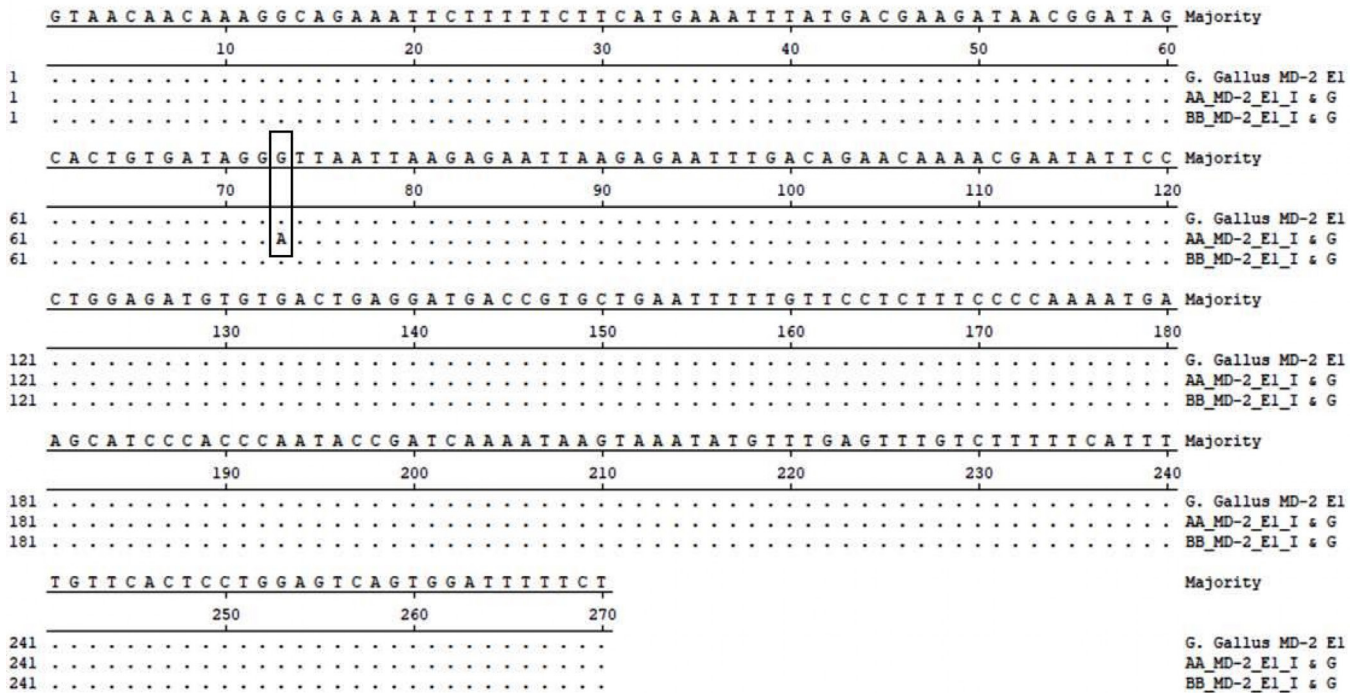 G T A A C A A C A A A G G C A G A A A T T C T T T T T C T T C A T G A A A T T T A T G A C G A A G A T A A C G G A T A G Majority
10 20 30 40 50 60
1 . . . . . . . . . . . . . . . . . . . . . . . . . . . . . . . . . . . . . . . . . . . . . . . . . . . . . . . . . . . . G. Gallus MD-2 E1
1 . . . . . . . . . . . . . . . . . . . . . . . . . . . . . . . . . . . . . . . . . . . . . . . . . . . . . . . . . . . . AA_MD-2_E1_I & G
1 . . . . . . . . . . . . . . . . . . . . . . . . . . . . . . . . . . . . . . . . . . . . . . . . . . . . . . . . . . . . BB_MD-2_E1_I & G
C A C T G T G A T A G G G T T A A T T A A G A G A A T T A A G A G A A T T T G A C A G A A C A A A A C G A A T A T T C C Majority
70 80 90 100 110 120
61 . . . . . . . . . . . . . . . . . . . . . . . . . . . . . . . . . . . . . . . . . . . . . . . . . . . . . . . . . . . . G. Gallus MD-2 E1
61 . . . . . . . . . . . . A . . . . . . . . . . . . . . . . . . . . . . . . . . . . . . . . . . . . . . . . . . . . . . . AA_MD-2_E1_I & G
61 . . . . . . . . . . . . . . . . . . . . . . . . . . . . . . . . . . . . . . . . . . . . . . . . . . . . . . . . . . . . BB_MD-2_E1_I & G
C T G G A G A T G T G T G A C T G A G G A T G A C C G T G C T G A A T T T T T G T T C C T C T T T C C C C A A A A T G A Majority
130 140 150 160 170 180
121 . . . . . . . . . . . . . . . . . . . . . . . . . . . . . . . . . . . . . . . . . . . . . . . . . . . . . . . . . . . . G. Gallus MD-2 E1
121 . . . . . . . . . . . . . . . . . . . . . . . . . . . . . . . . . . . . . . . . . . . . . . . . . . . . . . . . . . . . AA_MD-2_E1_I & G
121 . . . . . . . . . . . . . . . . . . . . . . . . . . . . . . . . . . . . . . . . . . . . . . . . . . . . . . . . . . . . BB_MD-2_E1_I & G
A G C A T C C C A C C C A A T A C C G A T C A A A A T A A G T A A A T A T G T T T G A G T T T G T C T T T T T C A T T T Majority
190 200 210 220 230 240
181 . . . . . . . . . . . . . . . . . . . . . . . . . . . . . . . . . . . . . . . . . . . . . . . . . . . . . . . . . . . . G. Gallus MD-2 E1
181 . . . . . . . . . . . . . . . . . . . . . . . . . . . . . . . . . . . . . . . . . . . . . . . . . . . . . . . . . . . . AA_MD-2_E1_I & G
181 . . . . . . . . . . . . . . . . . . . . . . . . . . . . . . . . . . . . . . . . . . . . . . . . . . . . . . . . . . . . BB_MD-2_E1_I & G
T G T T C A C T C C T G G A G T C A G T G G A T T T T T C T Majority
250 260 270
241 . . . . . . . . . . . . . . . . . . . . . . . . . . . . . . G. Gallus MD-2 E1
241 . . . . . . . . . . . . . . . . . . . . . . . . . . . . . . AA_MD-2_E1_I & G
241 . . . . . . . . . . . . . . . . . . . . . . . . . . . . . . BB_MD-2_E1_I & G